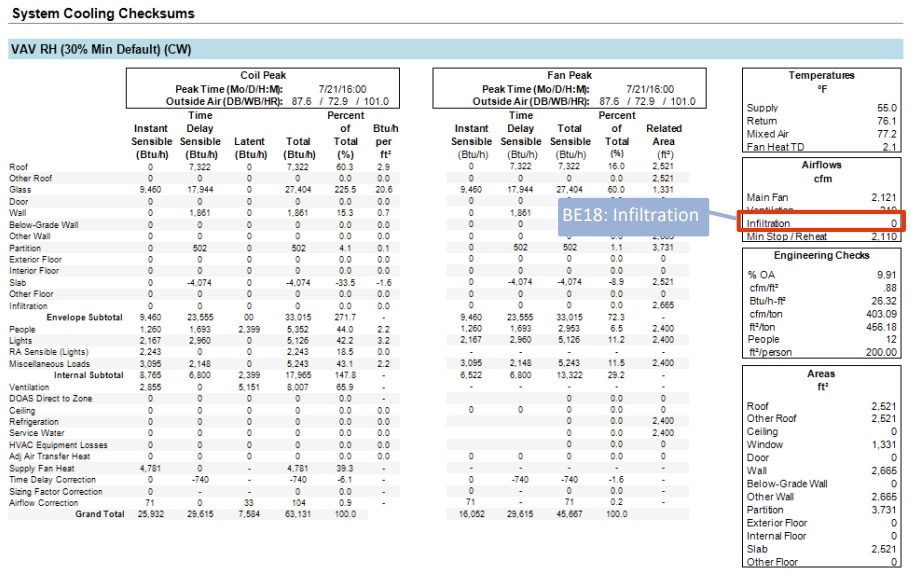 System Cooling Checksums
VAV RH (30% Min Default) (CW)
Coil Peak
Peak Time (Mo/D/H:M): 7/21/16:00
Outside Air (DB/WB/HR): 87.6 / 72.9 / 101.0
Fan Peak
Peak Time (Mo/D/H:M): 7/21/16:00
Outside Air (DB/WB/HR): 87.6 / 72.9 / 101.0
Time Percent Time Percent
Instant Delay of Btu/h Instant Delay of Related
Sensible Sensible Latent Total Total per Sensible Sensible Total Total Area
(Btu/h) (Btu/h) (Btu/h) (Btu/h) (%) ft² (Btu/h) (Btu/h) (Btu/h) (%) (ft²)
Roof 0 7,322 0 7,322 60.3 2.9 0 7,322 7,322 16.0 2,521
Other Roof 0 0 0 0 0.0 0.0 0 0 0 0.0 2,521
Glass 9,460 17,944 0 27,404 225.5 20.6 9,460 17,944 27,404 60.0 1,331
Door 0 0 0 0 0.0 0.0 0 0
Wall 0 1,861 0 1,861 15.3 0.7 0 1,861
Below-Grade Wall 0 0 0 0 0.0 0.0 0 0
Other Wall 0 0 0 0 0.0 0.0 0 0 0 0.0 2,665
Partition 0 502 0 502 4.1 0.1 0 502 502 1.1 3,731
Exterior Floor 0 0 0 0 0.0 0.0 0 0 0 0.0 0
Interior Floor 0 0 0 0 0.0 0.0 0 0 0 0.0 0
Slab 0 -4,074 0 -4,074 -33.5 -1.6 0 -4,074 -4,074 -8.9 2,521
Other Floor 0 0 0 0 0.0 0.0 0 0 0 0.0 0
Infiltration 0 0 0 0 0.0 0.0 0 0 0 0.0 2,665
Envelope Subtotal 9,460 23,555 00 33,015 271.7 - 9,460 23,555 33,015 72.3 -
People 1,260 1,693 2,399 5,352 44.0 2.2 1,260 1,693 2,953 6.5 2,400
Lights 2,167 2,960 0 5,126 42.2 3.2 2,167 2,960 5,126 11.2 2,400
RA Sensible (Lights) 2,243 0 - 2,243 18.5 0.0 - - - - -
Miscellaneous Loads 3,095 2,148 0 5,243 43.1 2.2 3,095 2,148 5,243 11.5 2,400
Internal Subtotal 8,765 6,800 2,399 17,965 147.8 - 6,522 6,800 13,322 29.2 -
Ventilation 2,855 0 5,151 8,007 65.9 - - - - - -
DOAS Direct to Zone 0 0 0 0 0.0 - 0 0.0 0
Ceiling 0 0 0 0 0.0 0.0 0 0 0 0.0 0
Refrigeration 0 0 0 0 0.0 0.0 0 0.0 2,400
Service Water 0 0 0 0 0.0 0.0 0 0.0 2,400
HVAC Equipment Losses 0 0 0 0 0.0 0.0 0 0.0 0
Adj Air Transfer Heat 0 0 0 0 0.0 0.0 0 0 0 0.0 0
Supply Fan Heat 4,781 0 - 4,781 39.3 - - - - - -
Time Delay Correction 0 -740 - -740 -6.1 - 0 -740 -740 -1.6 -
Sizing Factor Correction 0 - - 0 0.0 - 0 - 0 0.0 -
Airflow Correction 71 0 33 104 0.9 - 71 - 71 0.2 -
Grand Total 25,932 29,615 7,584 63,131 100.0 16,052 29,615 45,667 100.0
BE18: Infiltration
Temperatures
°F
Supply 55.0
Return 76.1
Mixed Air 77.2
Fan Heat TD 2.1
Airflows
cfm
Main Fan 2,121
Ventilation 210
Infiltration 0
Min Stop / Reheat 2,110
Engineering Checks
% OA 9.91
cfm/ft² .88
Btu/h-ft² 26.32
cfm/ton 403.09
ft²/ton 456.18
People 12
ft²/person 200.00
Areas
ft²
Roof 2,521
Other Roof 2,521
Ceiling 0
Window 1,331
Door 0
Wall 2,665
Below-Grade Wall 0
Other Wall 2,665
Partition 3,731
Exterior Floor 0
Internal Floor 0
Slab 2,521
Other Floor 0